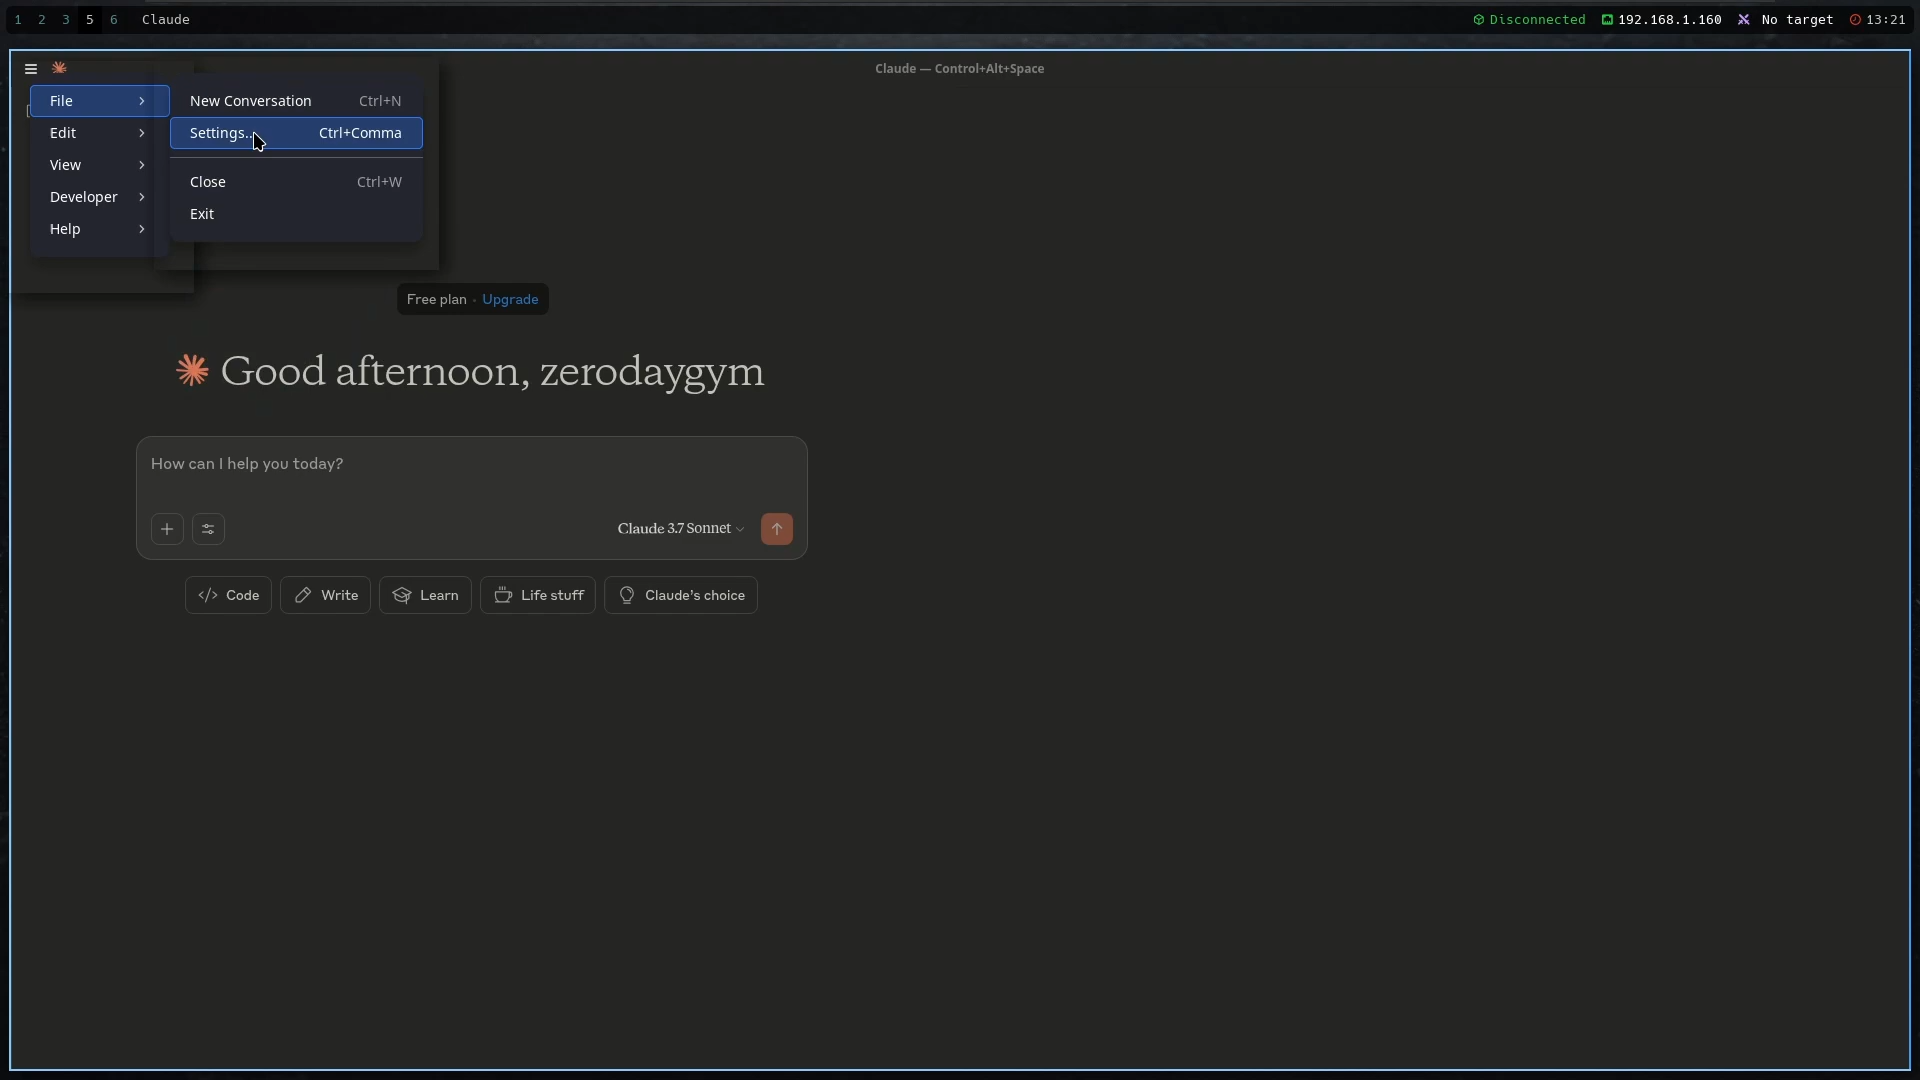 1 2 3 5 6 Claude Disconnected 192.168.1.160 No target 13:21
Claude — Control+Alt+Space
File
Edit
View
Developer
Help
New Conversation Ctrl+N
Settings... Ctrl+Comma
Close Ctrl+W
Exit
Free plan · Upgrade
Good afternoon, zerodaygym
How can I help you today?
Claude 3.7 Sonnet
Code Write Learn Life stuff Claude's choice